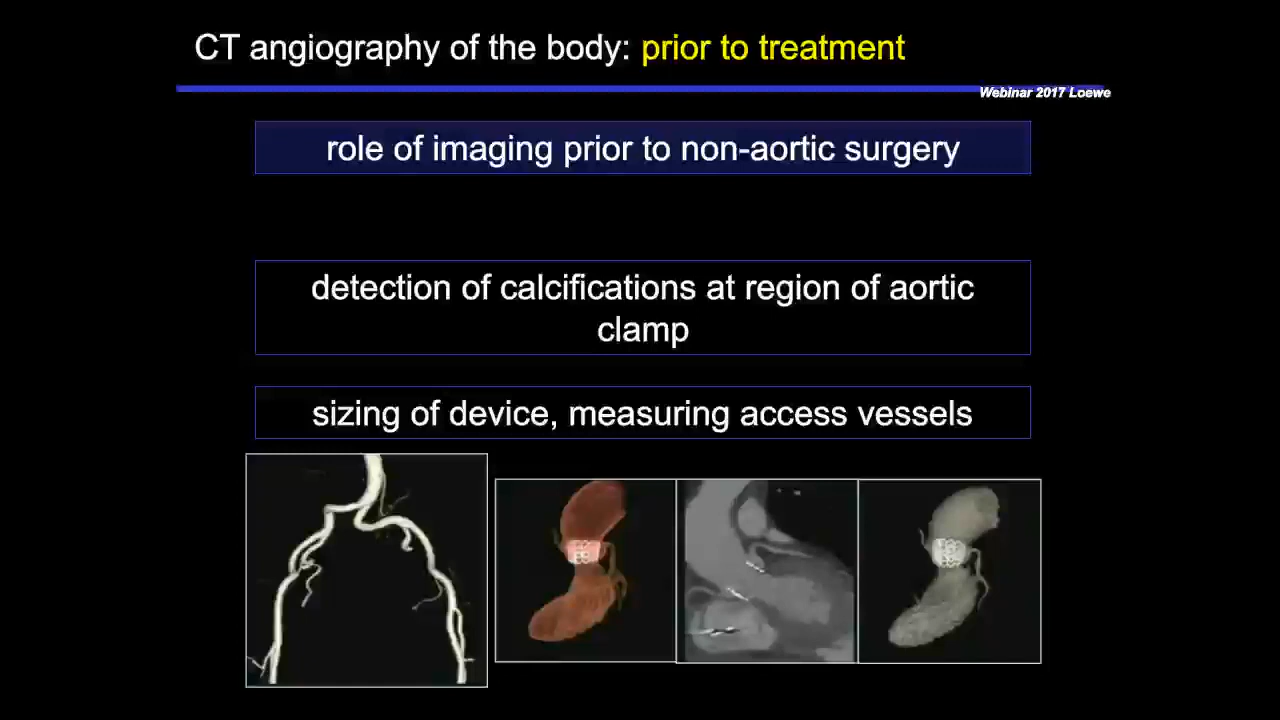 CT angiography of the body: prior to treatment
Webinar 2017 Loewe
role of imaging prior to non-aortic surgery
detection of calcifications at region of aortic
clamp
sizing of device, measuring access vessels